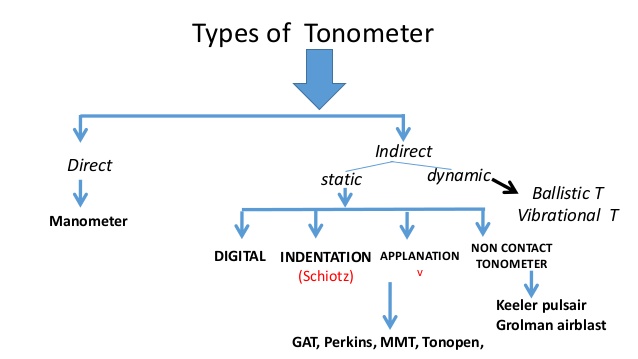 Types of  Tonometer
Direct
Indirect
static
dynamic
Manometer
Ballistic T
Vibrational  T
DIGITAL
INDENTATION
(Schiotz)
APPLANATION
v
NON CONTACT
TONOMETER
Keeler pulsair
Grolman airblast
GAT, Perkins, MMT, Tonopen,